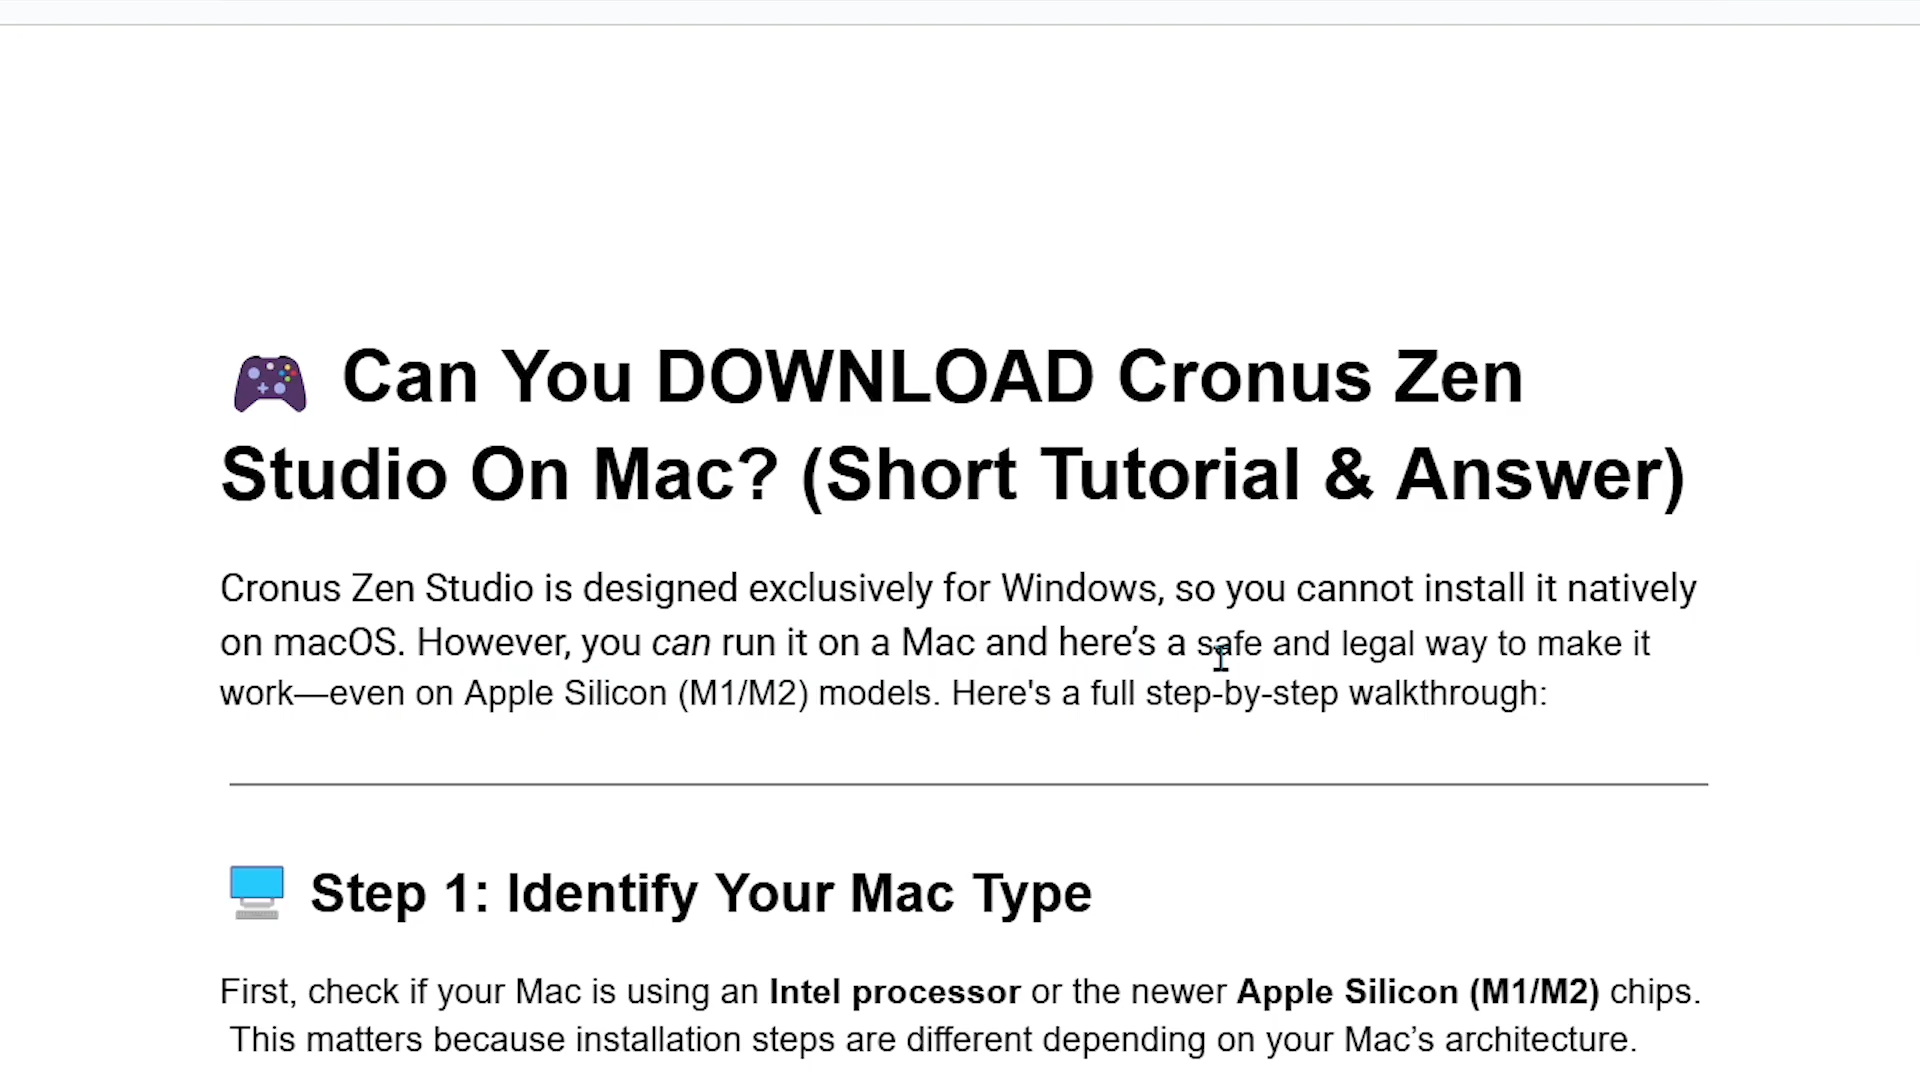 Can You DOWNLOAD Cronus Zen
Studio On Mac? (Short Tutorial & Answer)
Cronus Zen Studio is designed exclusively for Windows, so you cannot install it natively
on macOS. However, you can run it on a Mac and here’s a safe and legal way to make it
work—even on Apple Silicon (M1/M2) models. Here's a full step-by-step walkthrough:
Step 1: Identify Your Mac Type
First, check if your Mac is using an Intel processor or the newer Apple Silicon (M1/M2) chips.
This matters because installation steps are different depending on your Mac’s architecture.